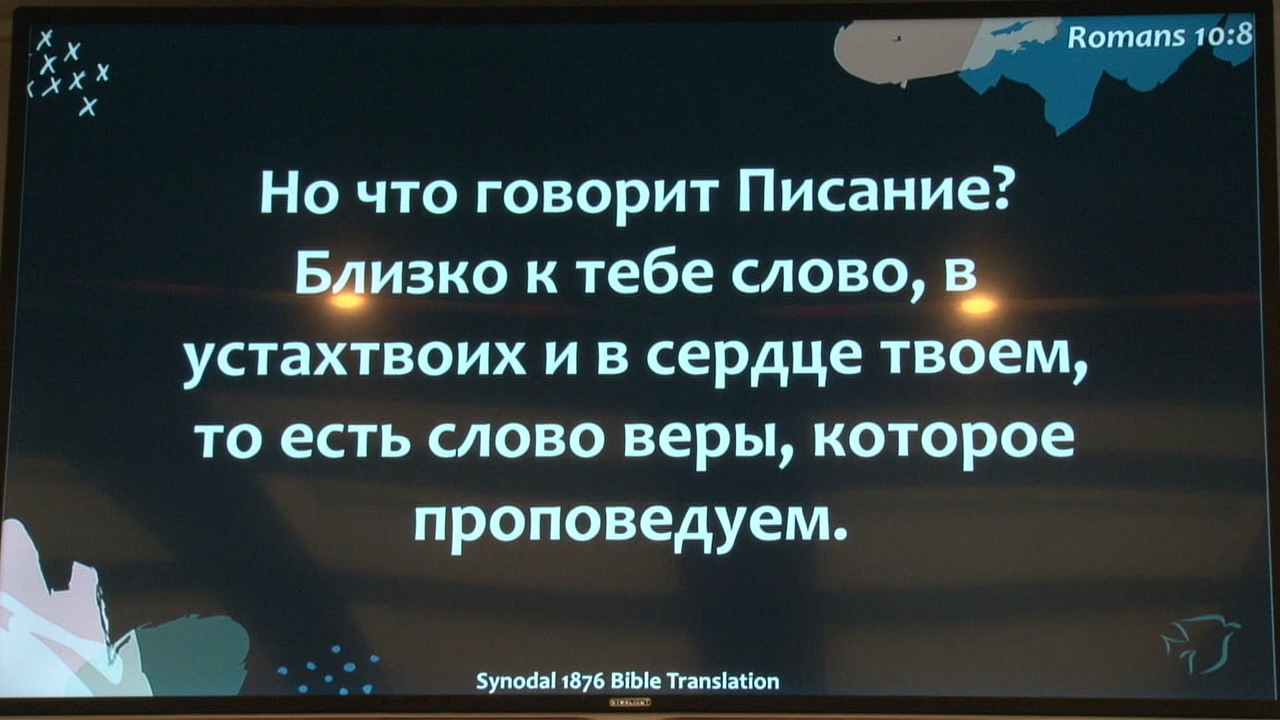 Romans 10:8
Но что говорит Писание?
Близко к тебе слово, в
устахтвоих и в сердце твоем,
то есть слово веры, которое
проповедуем.
Synodal 1876 Bible Translation